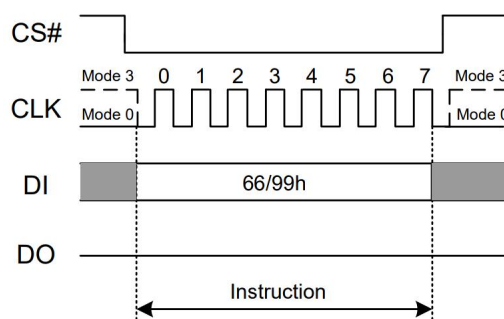 CS#
Mode 3 0 1 2 3 4 5 6 7 Mode 3
CLK
Mode 0 Mode 0
DI 66/99h
DO
Instruction